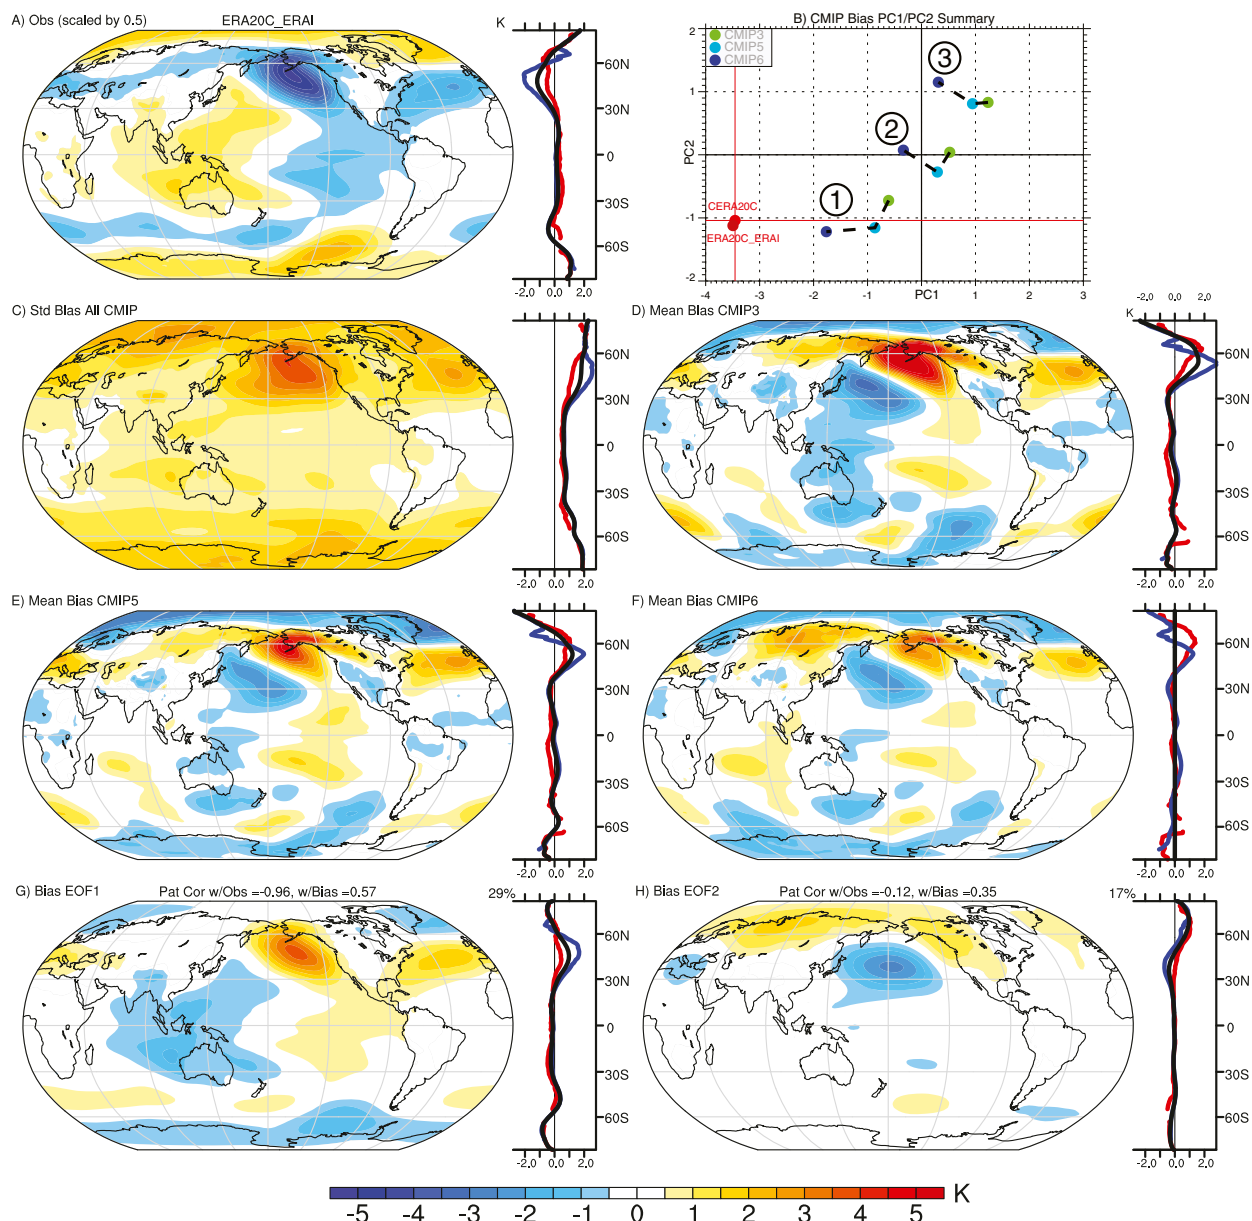 A) Obs (scaled by 0.5) ERA20C_ERAI K
60N
30N
0
30S
60S
-2.0 0.0 2.0
B) CMIP Bias PC1/PC2 Summary
CMIP3
CMIP5
CMIP6
2
1
0
-1
-2
PC2
1
2
3
CERA20C
ERA20C_ERAI
-4 -3 -2 -1 0 1 2 3
PC1
C) Std Bias All CMIP
-2.0 0.0 2.0
60N
30N
0
30S
60S
-2.0 0.0 2.0
D) Mean Bias CMIP3
-2.0 0.0 2.0
K
60N
30N
0
30S
60S
-2.0 0.0 2.0
E) Mean Bias CMIP5
60N
30N
0
30S
60S
-2.0 0.0 2.0
F) Mean Bias CMIP6
60N
30N
0
30S
60S
-2.0 0.0 2.0
G) Bias EOF1 Pat Cor w/Obs =-0.96, w/Bias =0.57 29%
60N
30N
0
30S
60S
-2.0 0.0 2.0
H) Bias EOF2 Pat Cor w/Obs =-0.12, w/Bias =0.35 17%
60N
30N
0
30S
60S
-2.0 0.0 2.0
K
-5 -4 -3 -2 -1 0 1 2 3 4 5